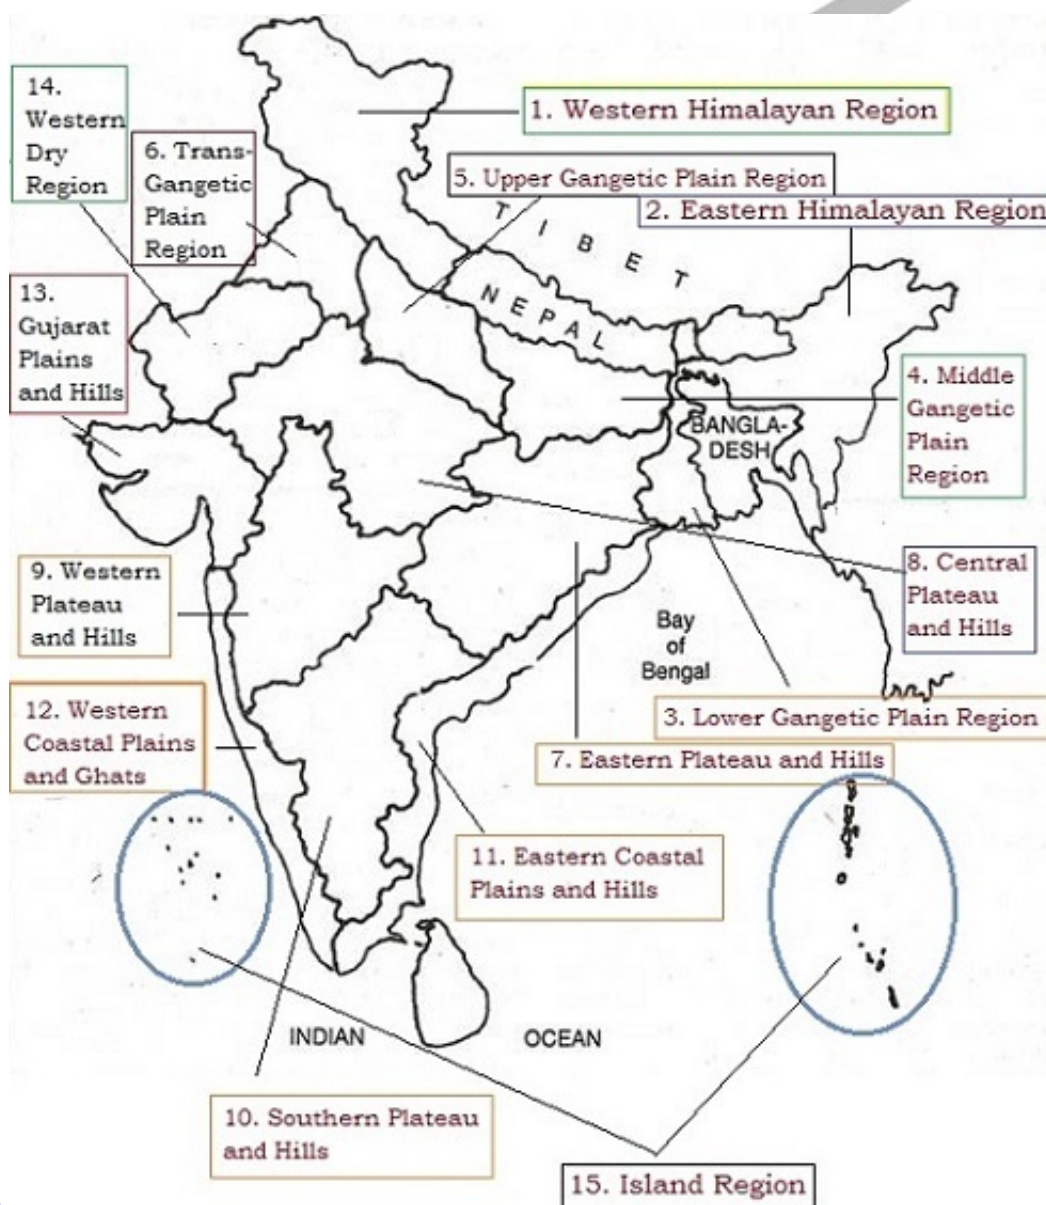 14.
Western
Dry
Region
1. Western Himalayan Region
6. Trans-
Gangetic
Plain
Region
5. Upper Gangetic Plain Region
2. Eastern Himalayan Region
TIBET
NEPAL
13.
Gujarat
Plains
and Hills
4. Middle
Gangetic
Plain
Region
BANGLA-
DESH
9. Western
Plateau
and Hills
8. Central
Plateau
and Hills
Bay
of
Bengal
12. Western
Coastal Plains
and Ghats
3. Lower Gangetic Plain Region
7. Eastern Plateau and Hills
11. Eastern Coastal
Plains and Hills
INDIAN
OCEAN
10. Southern Plateau
and Hills
15. Island Region